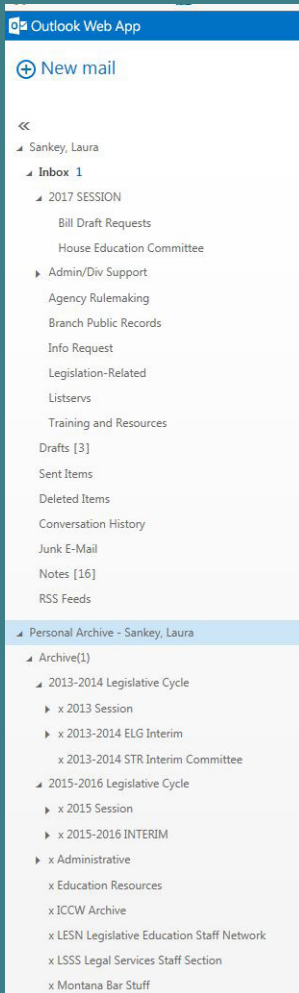 Outlook Web App
New mail
«
Sankey, Laura
Inbox 1
2017 SESSION
Bill Draft Requests
House Education Committee
Admin/Div Support
Agency Rulemaking
Branch Public Records
Info Request
Legislation-Related
Listservs
Training and Resources
Drafts [3]
Sent Items
Deleted Items
Conversation History
Junk E-Mail
Notes [16]
RSS Feeds
Personal Archive - Sankey, Laura
Archive(1)
2013-2014 Legislative Cycle
x 2013 Session
x 2013-2014 ELG Interim
x 2013-2014 STR Interim Committee
2015-2016 Legislative Cycle
x 2015 Session
x 2015-2016 INTERIM
x Administrative
x Education Resources
x ICCW Archive
x LESN Legislative Education Staff Network
x LSSS Legal Services Staff Section
x Montana Bar Stuff